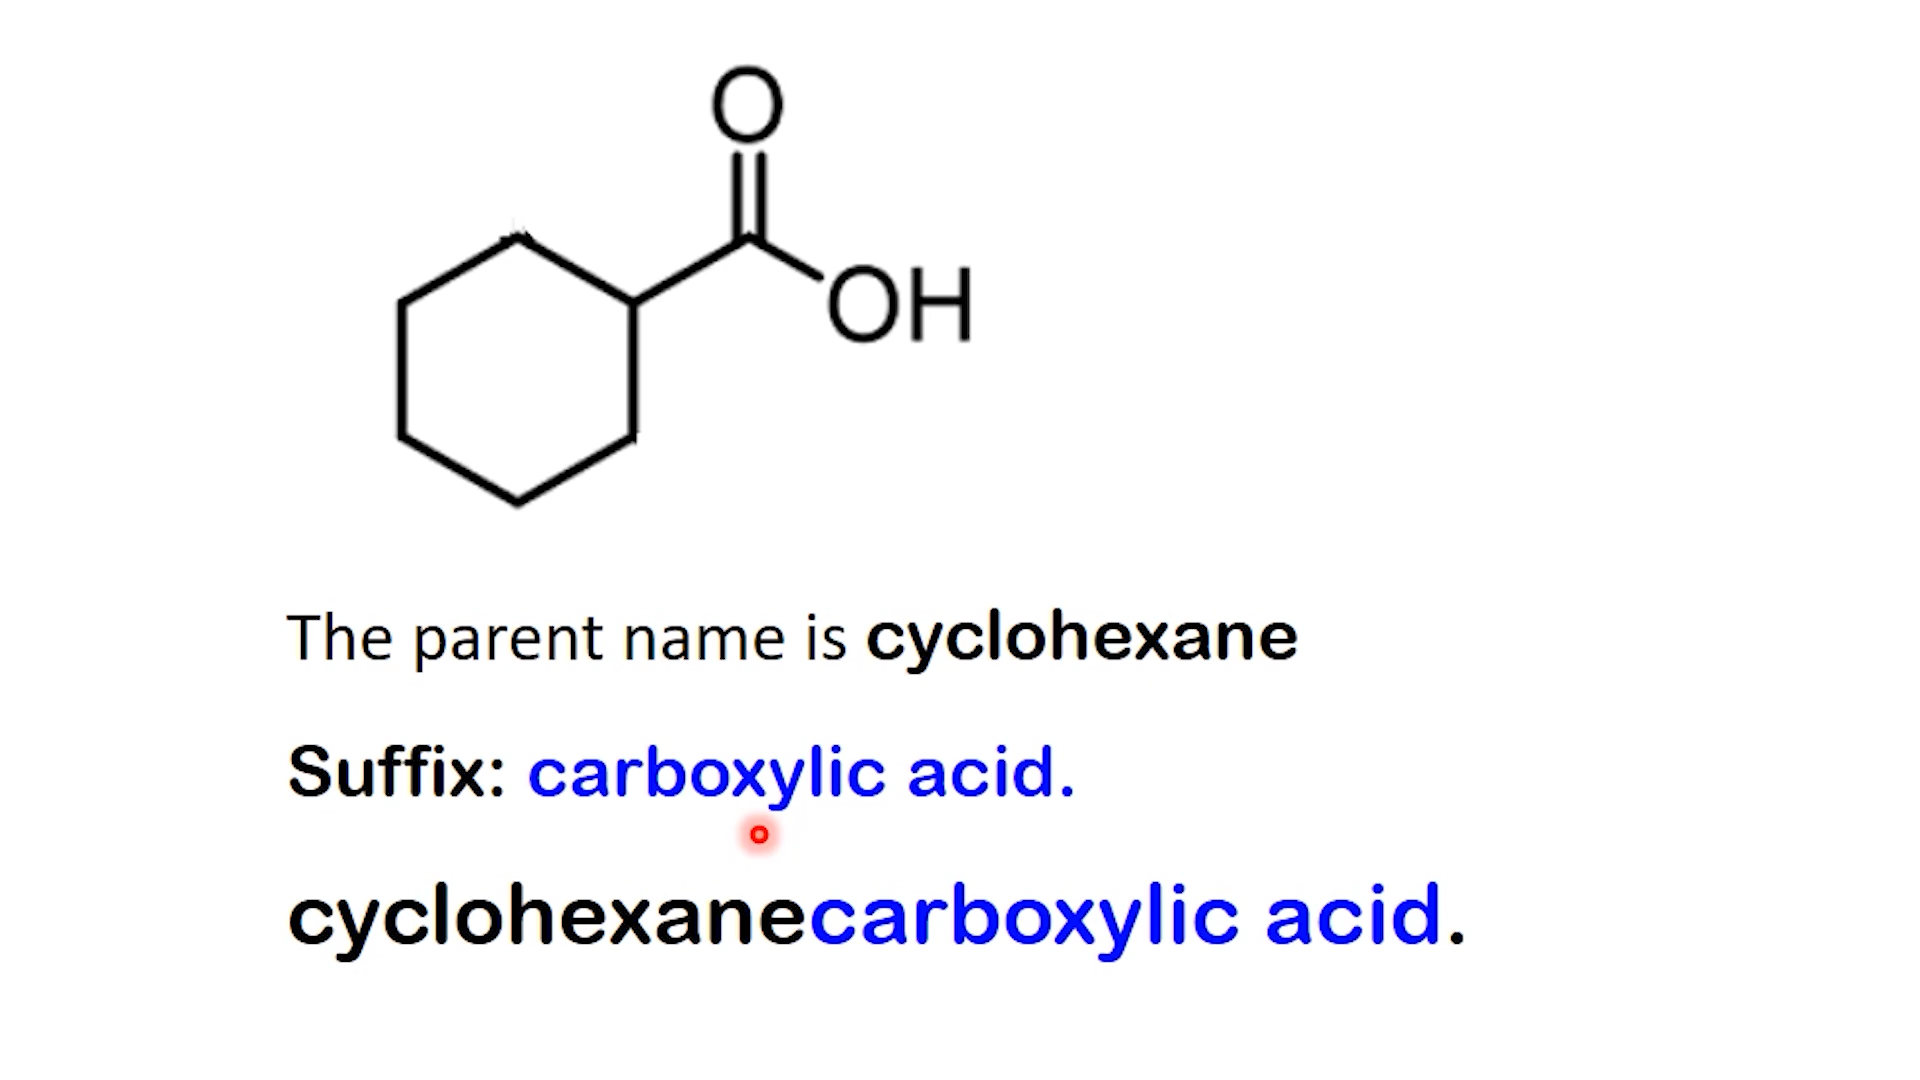 O
OH
The parent name is cyclohexane
Suffix: carboxylic acid.
cyclohexanecarboxylic acid.